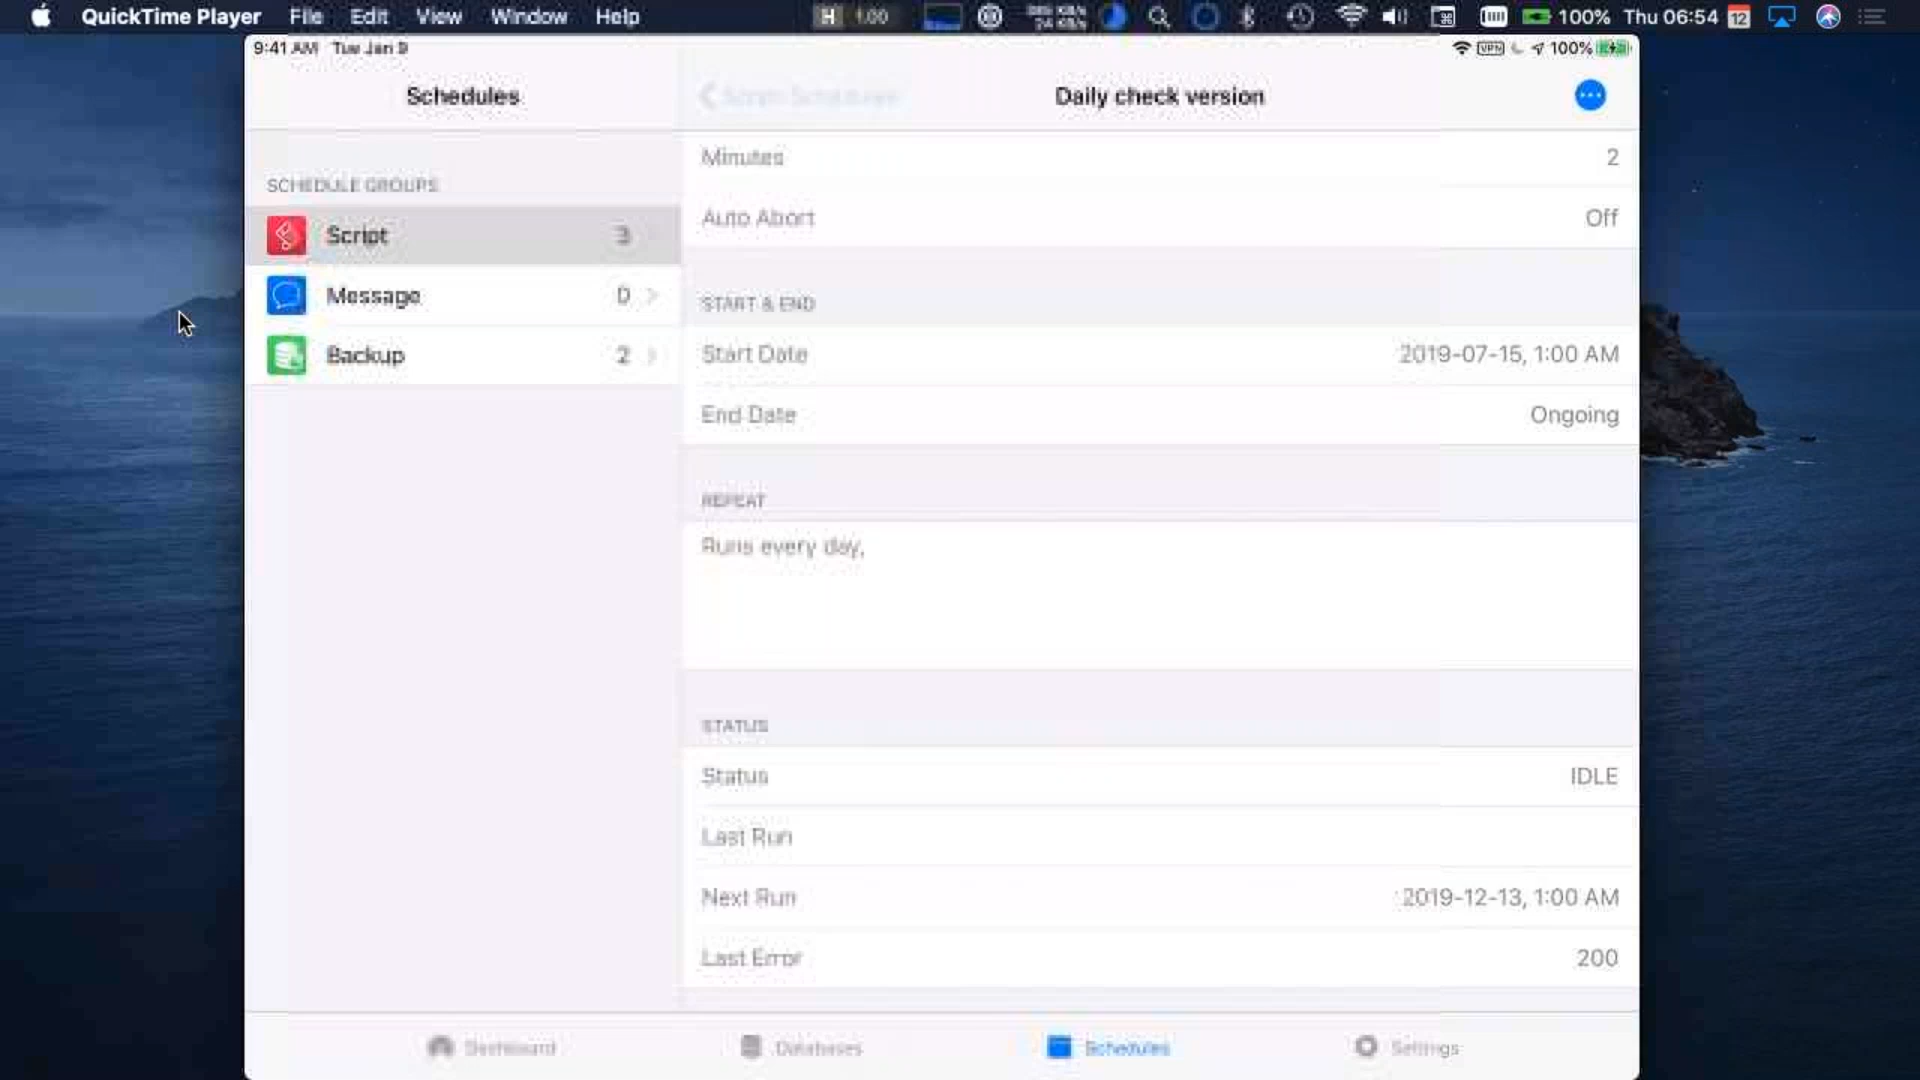 QuickTime Player File Edit View Window Help H 1.00 100% Thu 06:54 12
9:41 AM Tue Jan 9 VPN 100%
Schedules
Daily check version
SCHEDULE GROUPS
Script 3
Message 0
Backup 2
Minutes 2
Auto Abort Off
START & END
Start Date 2019-07-15, 1:00 AM
End Date Ongoing
REPEAT
Runs every day.
STATUS
Status IDLE
Last Run
Next Run 2019-12-13, 1:00 AM
Last Error 200
Dashboard Databases Schedules Settings